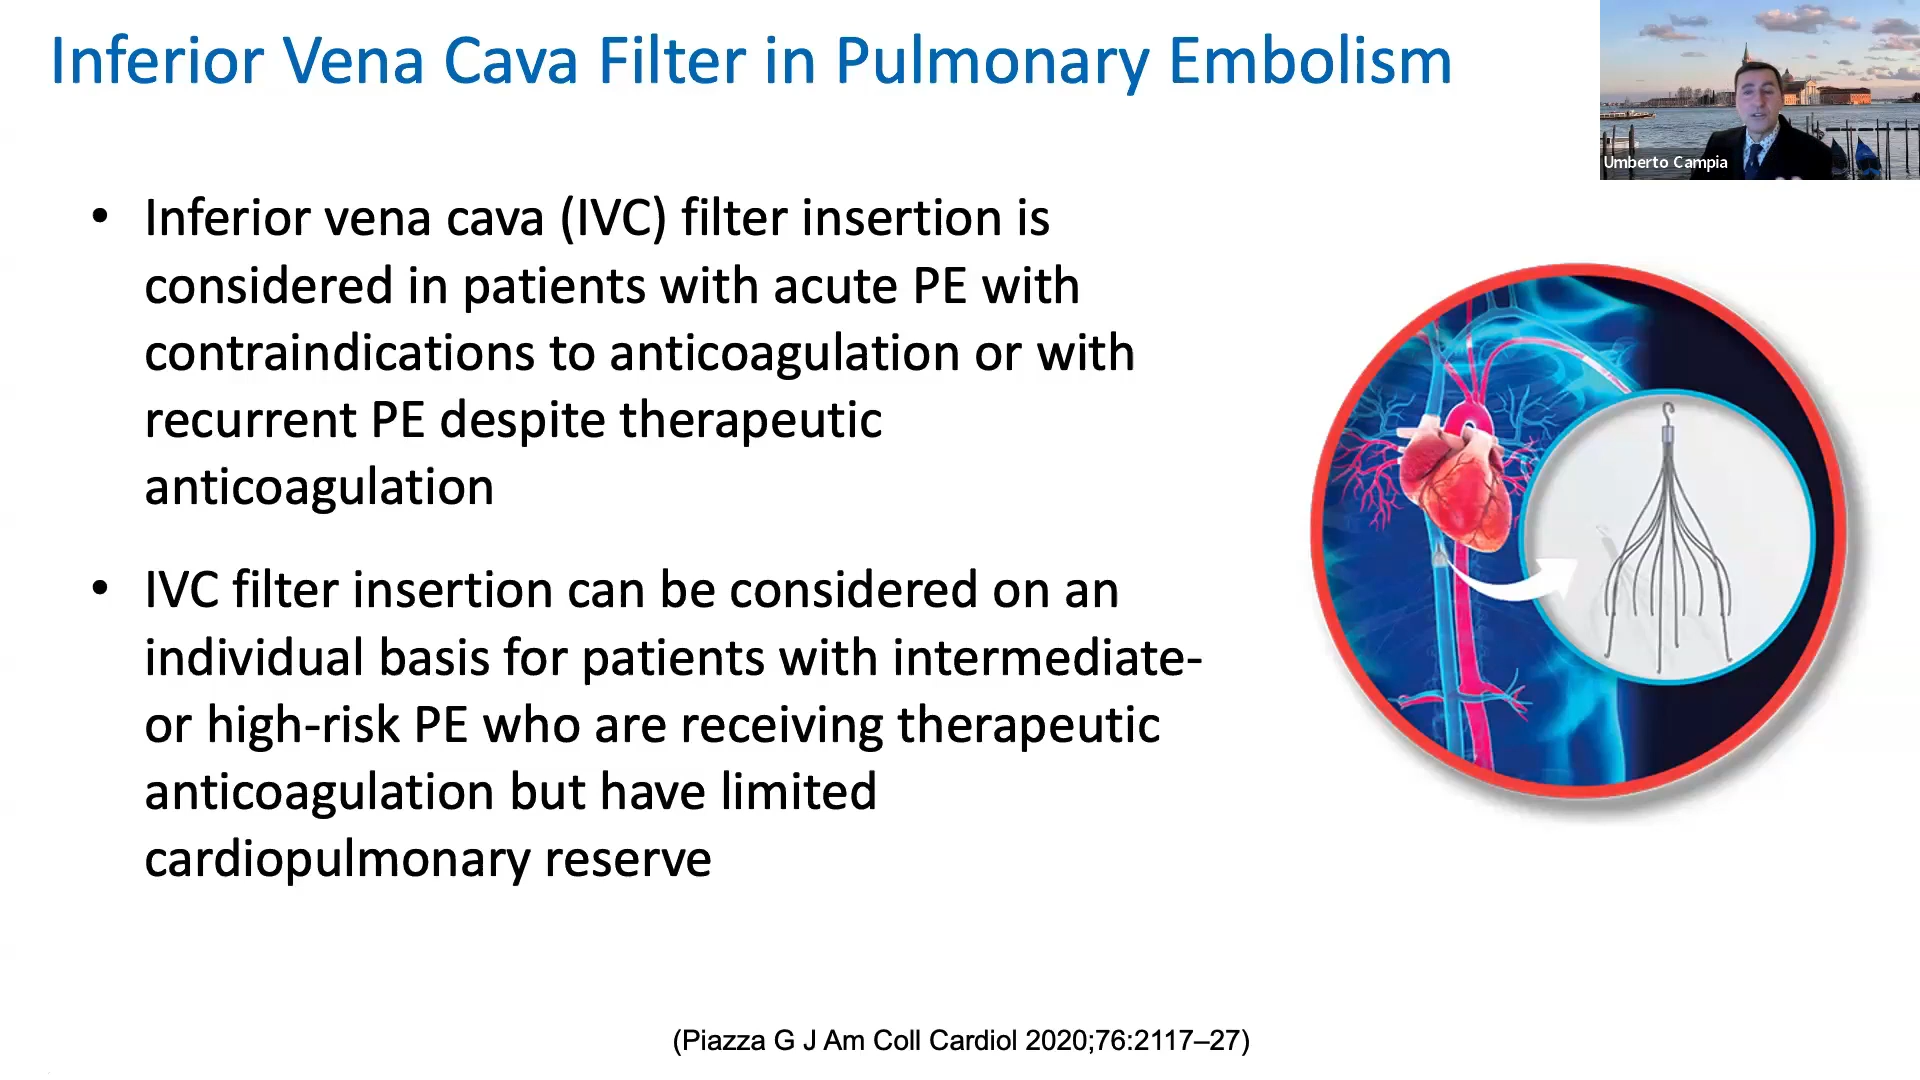 Inferior Vena Cava Filter in Pulmonary Embolism
Umberto Campia
• Inferior vena cava (IVC) filter insertion is
considered in patients with acute PE with
contraindications to anticoagulation or with
recurrent PE despite therapeutic
anticoagulation
• IVC filter insertion can be considered on an
individual basis for patients with intermediate-
or high-risk PE who are receiving therapeutic
anticoagulation but have limited
cardiopulmonary reserve
(Piazza G J Am Coll Cardiol 2020;76:2117–27)